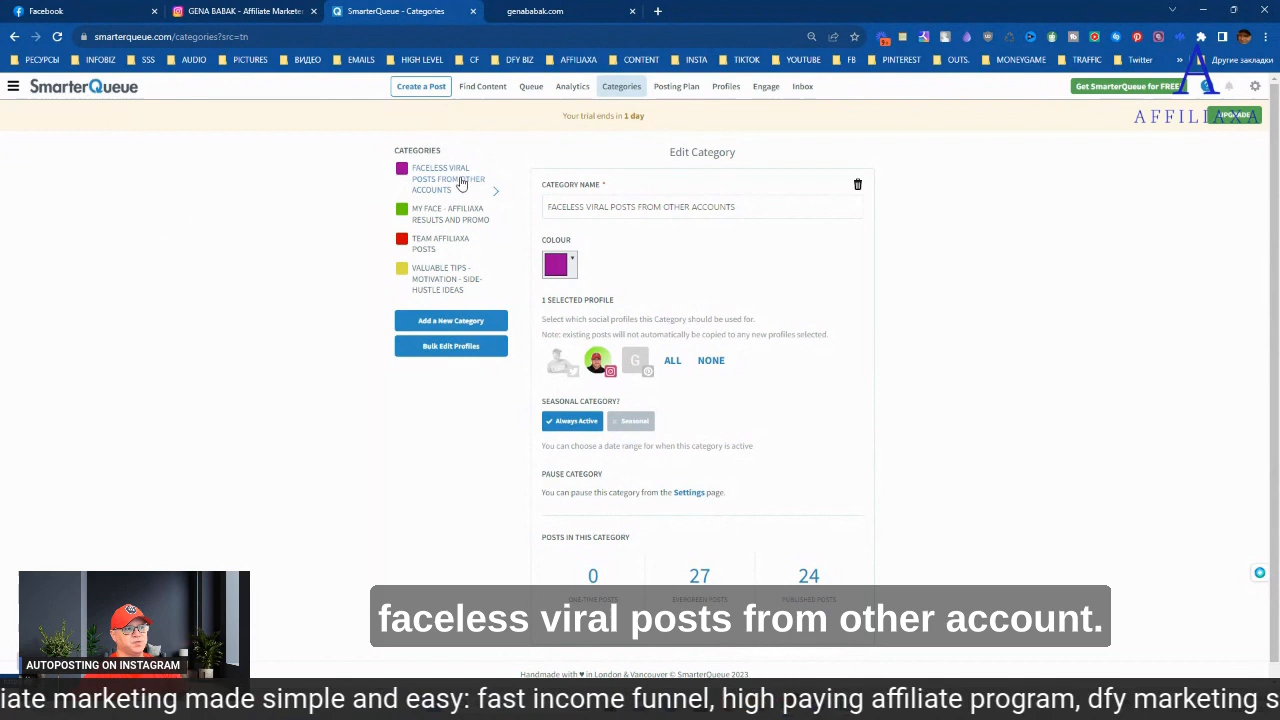 Facebook
GENA BABAK - Affiliate Marketer
SmarterQueue - Categories
genababak.com
smarterqueue.com/categories?src=tn
РЕСУРСЫ
INFOBIZ
SSS
AUDIO
PICTURES
ВИДЕО
EMAILS
HIGH LEVEL
CF
DFY BIZ
AFFILIAXA
CONTENT
INSTA
TIKTOK
YOUTUBE
FB
PINTEREST
OUTS.
MONEYGAME
TRAFFIC
Twitter
Другие закладки
SmarterQueue
Create a Post
Find Content
Queue
Analytics
Categories
Posting Plan
Profiles
Engage
Inbox
Get SmarterQueue for FREE
Your trial ends in 1 day
UPGRADE
A
AFFILIAXA
CATEGORIES
FACELESS VIRAL
POSTS FROM OTHER
ACCOUNTS
MY FACE - AFFILIAXA
RESULTS AND PROMO
TEAM AFFILIAXA
POSTS
VALUABLE TIPS -
MOTIVATION - SIDE-
HUSTLE IDEAS
Add a New Category
Bulk Edit Profiles
Edit Category
CATEGORY NAME *
FACELESS VIRAL POSTS FROM OTHER ACCOUNTS
COLOUR
1 SELECTED PROFILE
Select which social profiles this Category should be used for.
Note: existing posts will not automatically be copied to any new profiles selected.
G
ALL
NONE
SEASONAL CATEGORY?
Always Active
Seasonal
You can choose a date range for when this category is active
PAUSE CATEGORY
You can pause this category from the Settings page.
POSTS IN THIS CATEGORY
0
27
24
ONE-TIME POSTS
EVERGREEN POSTS
PUBLISHED POSTS
faceless viral posts from other account.
AUTOPOSTING ON INSTAGRAM
Handmade with ♥ in London & Vancouver © SmarterQueue 2023
iate marketing made simple and easy: fast income funnel, high paying affiliate program, dfy marketing s